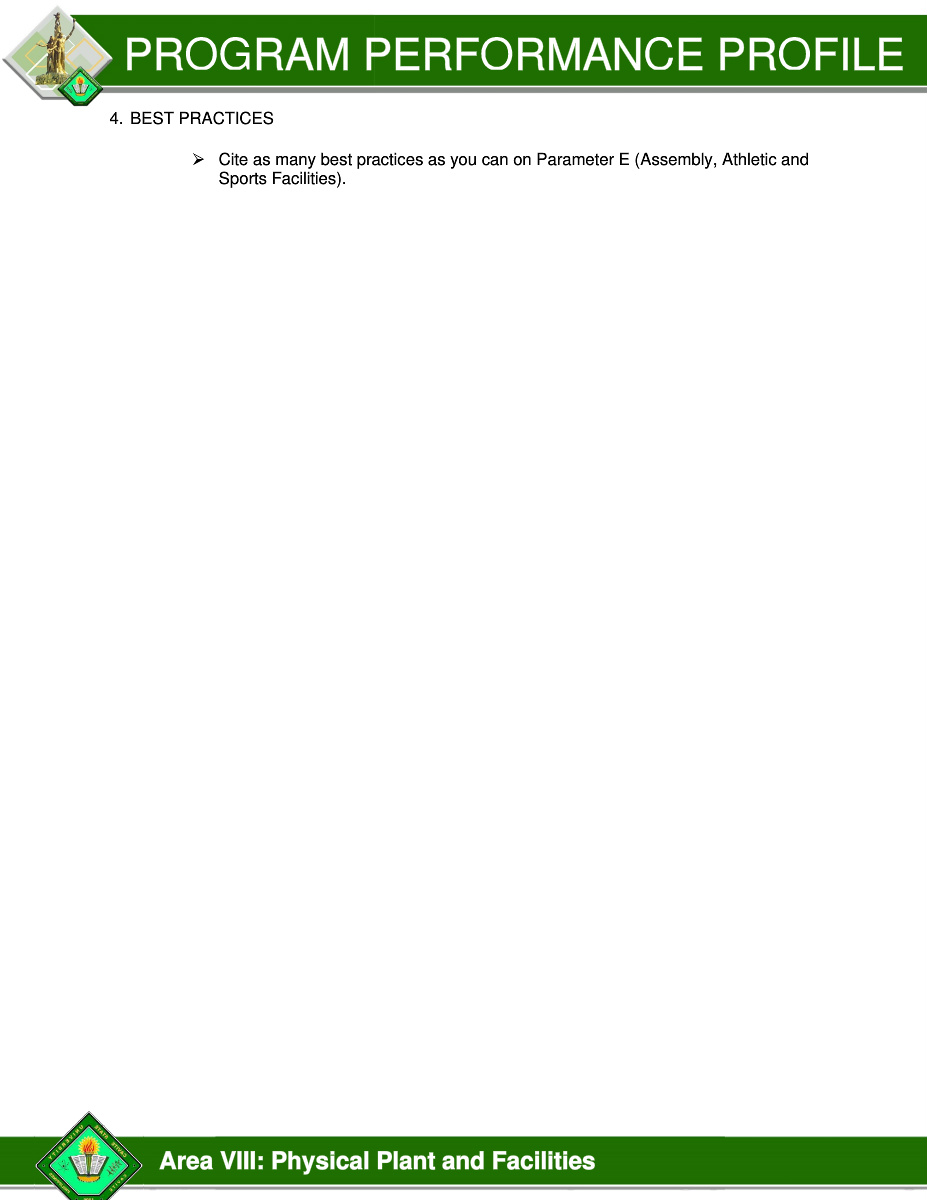 PROGRAM PERFORMANCE PROFILE
4. BEST PRACTICES
➢ Cite as many best practices as you can on Parameter E (Assembly, Athletic and
Sports Facilities).
Area VIII: Physical Plant and Facilities